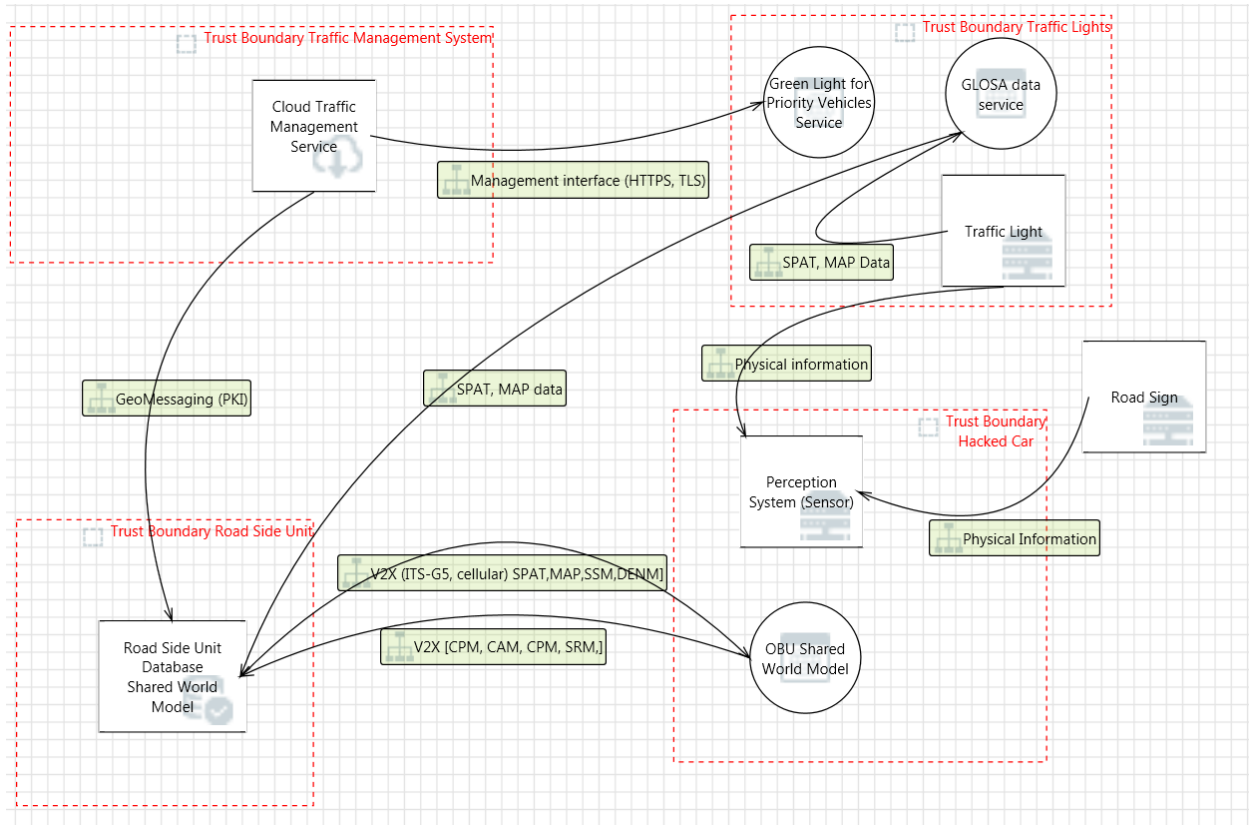 Trust Boundary Traffic Management System
Trust Boundary Traffic Lights
Cloud Traffic
Management
Service
Green Light for
Priority Vehicles
Service
GLOSA data
service
Management interface (HTTPS, TLS)
Traffic Light
SPAT, MAP Data
Physical information
GeoMessaging (PKI)
SPAT, MAP data
Road Sign
Trust Boundary
Hacked Car
Perception
System (Sensor)
Physical Information
Trust Boundary Road Side Unit
V2X (ITS-G5, cellular) SPAT,MAP,SSM,DENM]
V2X [CPM, CAM, CPM, SRM,]
Road Side Unit
Database
Shared World
Model
OBU Shared
World Model